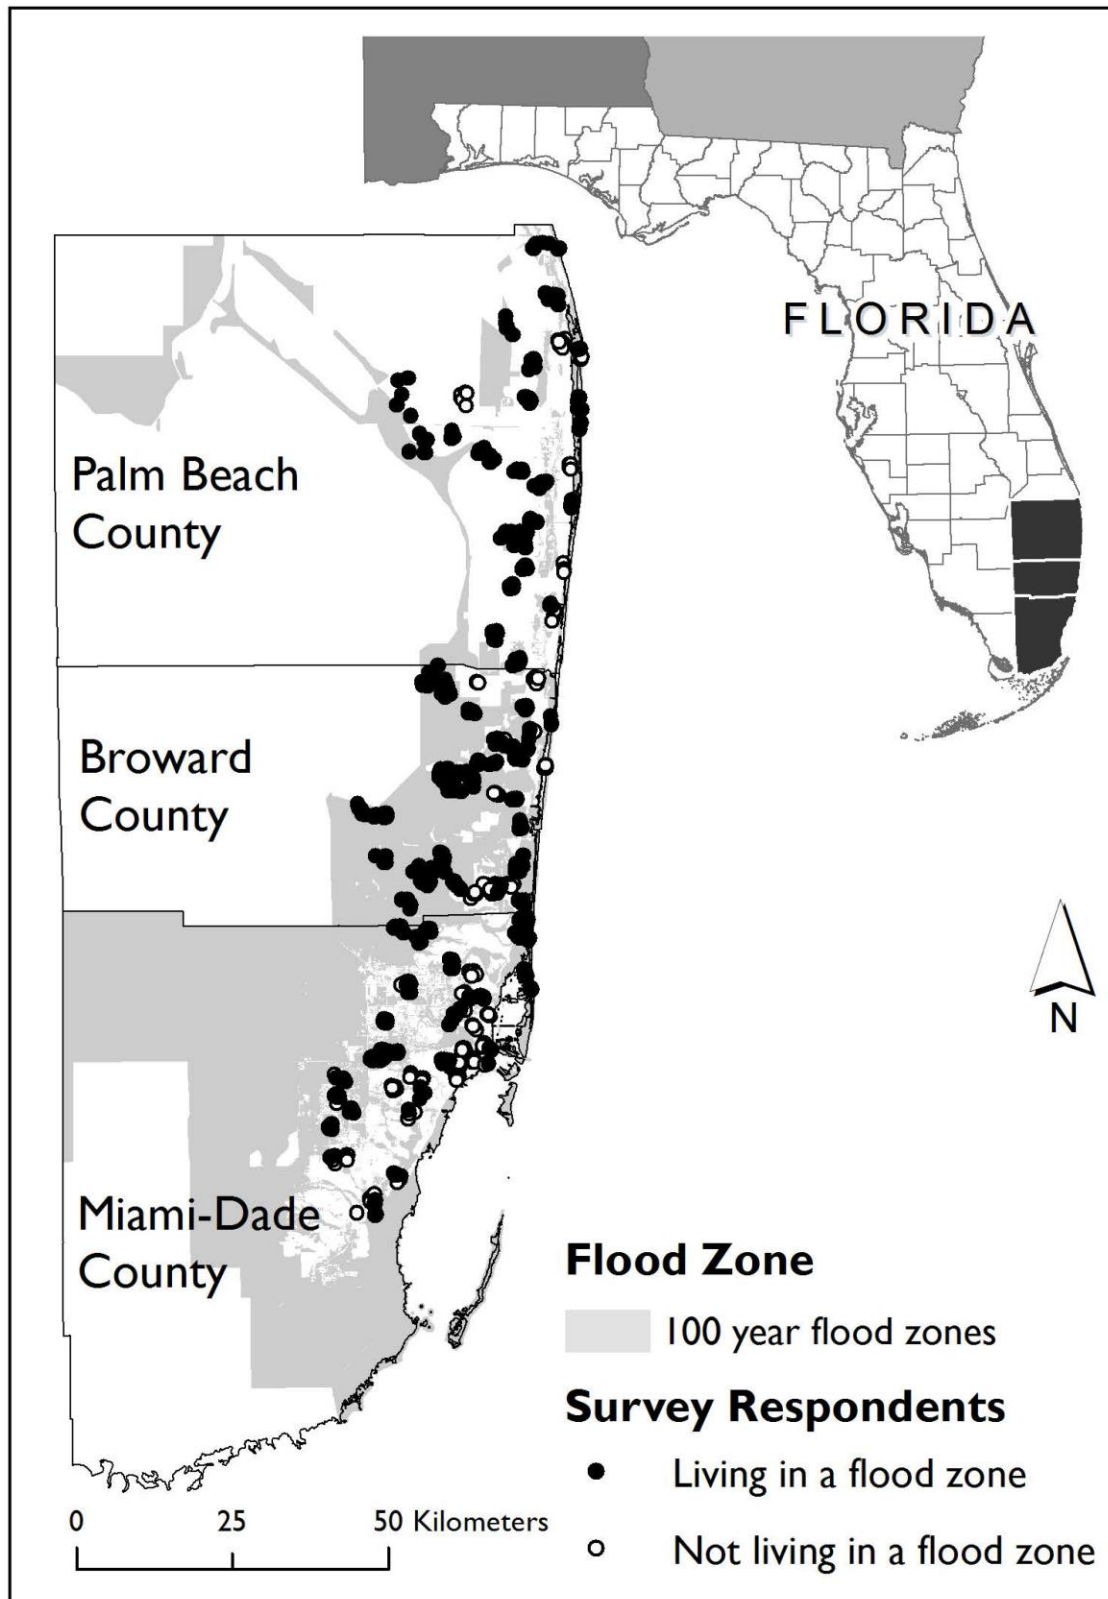 FLORIDA
Palm Beach
County
Broward
County
Miami-Dade
County
N
Flood Zone
100 year flood zones
Survey Respondents
Living in a flood zone
Not living in a flood zone
0 25 50 Kilometers